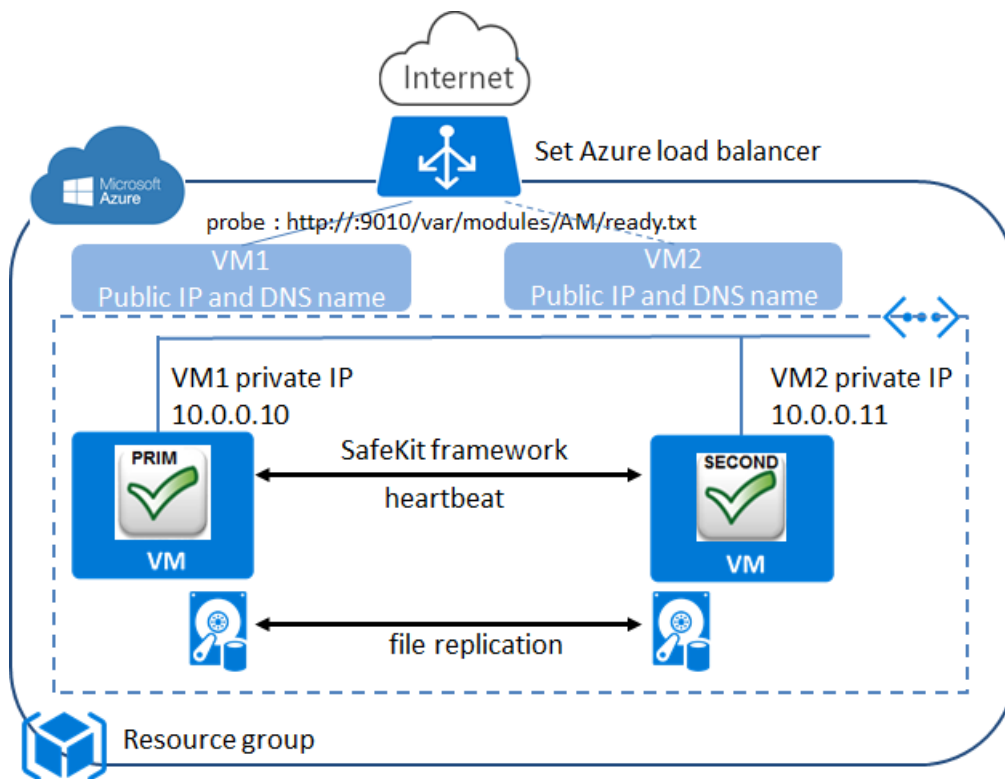 Internet
Set Azure load balancer
Microsoft
Azure
probe : http://:9010/var/modules/AM/ready.txt
VM1
Public IP and DNS name
VM2
Public IP and DNS name
VM1 private IP
10.0.0.10
VM2 private IP
10.0.0.11
PRIM
VM
SafeKit framework
heartbeat
SECOND
VM
file replication
Resource group